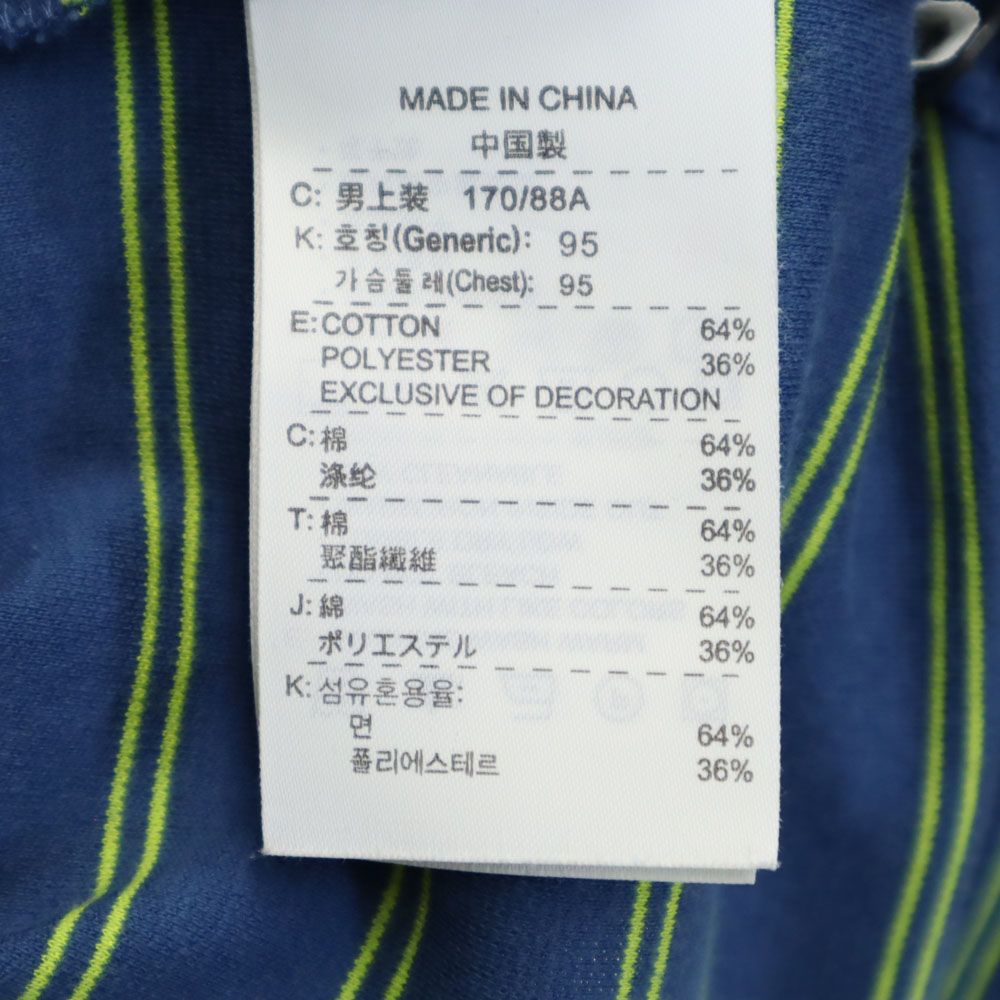 MADE IN CHINA
中国製
C: 男上装 170/88A
K: 호칭(Generic): 95
가슴둘레(Chest): 95
E: COTTON 64%
POLYESTER 36%
EXCLUSIVE OF DECORATION
C: 棉 64%
涤纶 36%
T: 棉 64%
聚酯纖維 36%
J: 綿 64%
ポリエステル 36%
K: 섬유혼용율:
면 64%
폴리에스테르 36%